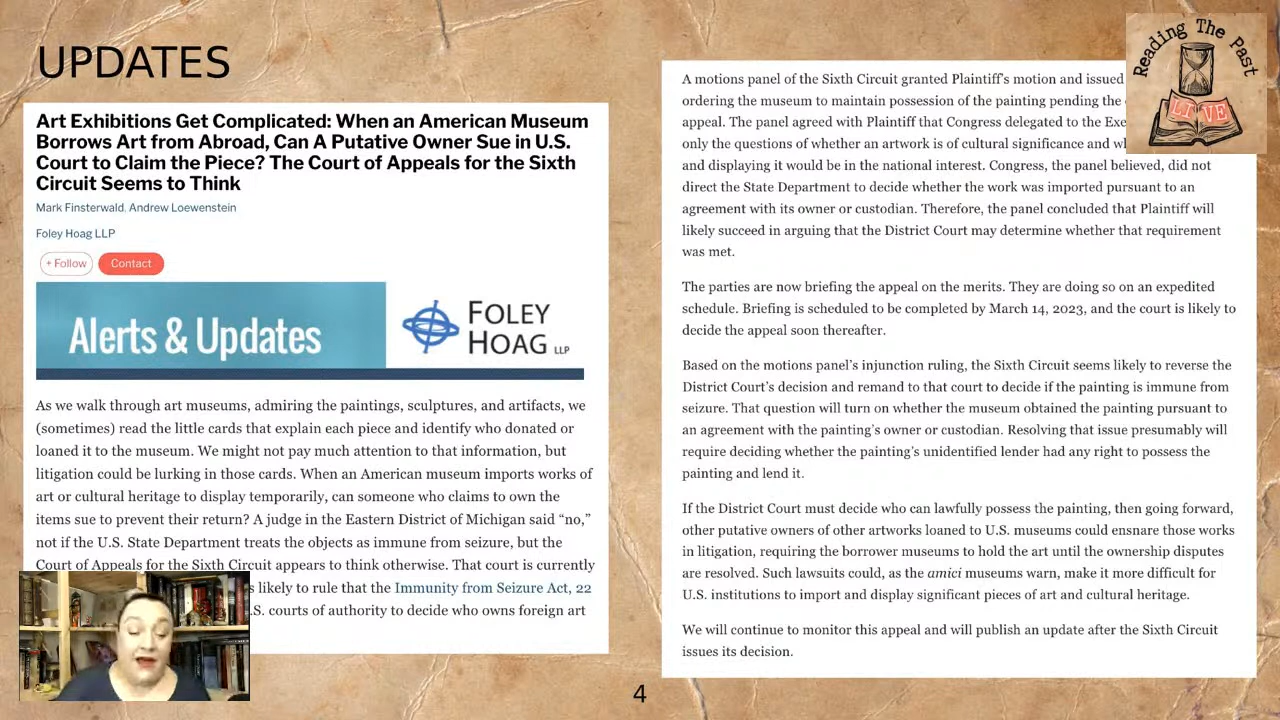 UPDATES
Art Exhibitions Get Complicated: When an American Museum
Borrows Art from Abroad, Can A Putative Owner Sue in U.S.
Court to Claim the Piece? The Court of Appeals for the Sixth
Circuit Seems to Think
Mark Finsterwald, Andrew Loewenstein
Foley Hoag LLP
+ Follow
Contact
Alerts & Updates
FOLEY
HOAG LLP
As we walk through art museums, admiring the paintings, sculptures, and artifacts, we
(sometimes) read the little cards that explain each piece and identify who donated or
loaned it to the museum. We might not pay much attention to that information, but
litigation could be lurking in those cards. When an American museum imports works of
art or cultural heritage to display temporarily, can someone who claims to own the
items sue to prevent their return? A judge in the Eastern District of Michigan said “no,”
not if the U.S. State Department treats the objects as immune from seizure, but the
Court of Appeals for the Sixth Circuit appears to think otherwise. That court is currently
likely to rule that the Immunity from Seizure Act, 22
courts of authority to decide who owns foreign art
A motions panel of the Sixth Circuit granted Plaintiff’s motion and issued
ordering the museum to maintain possession of the painting pending the
appeal. The panel agreed with Plaintiff that Congress delegated to the Exe
only the questions of whether an artwork is of cultural significance and
and displaying it would be in the national interest. Congress, the panel believed, did not
direct the State Department to decide whether the work was imported pursuant to an
agreement with its owner or custodian. Therefore, the panel concluded that Plaintiff will
likely succeed in arguing that the District Court may determine whether that requirement
was met.
The parties are now briefing the appeal on the merits. They are doing so on an expedited
schedule. Briefing is scheduled to be completed by March 14, 2023, and the court is likely to
decide the appeal soon thereafter.
Based on the motions panel’s injunction ruling, the Sixth Circuit seems likely to reverse the
District Court’s decision and remand to that court to decide if the painting is immune from
seizure. That question will turn on whether the museum obtained the painting pursuant to
an agreement with the painting’s owner or custodian. Resolving that issue presumably will
require deciding whether the painting’s unidentified lender had any right to possess the
painting and lend it.
If the District Court must decide who can lawfully possess the painting, then going forward,
other putative owners of other artworks loaned to U.S. museums could ensnare those works
in litigation, requiring the borrower museums to hold the art until the ownership disputes
are resolved. Such lawsuits could, as the amici museums warn, make it more difficult for
U.S. institutions to import and display significant pieces of art and cultural heritage.
We will continue to monitor this appeal and will publish an update after the Sixth Circuit
issues its decision.
Reading The Past
LIVE
4